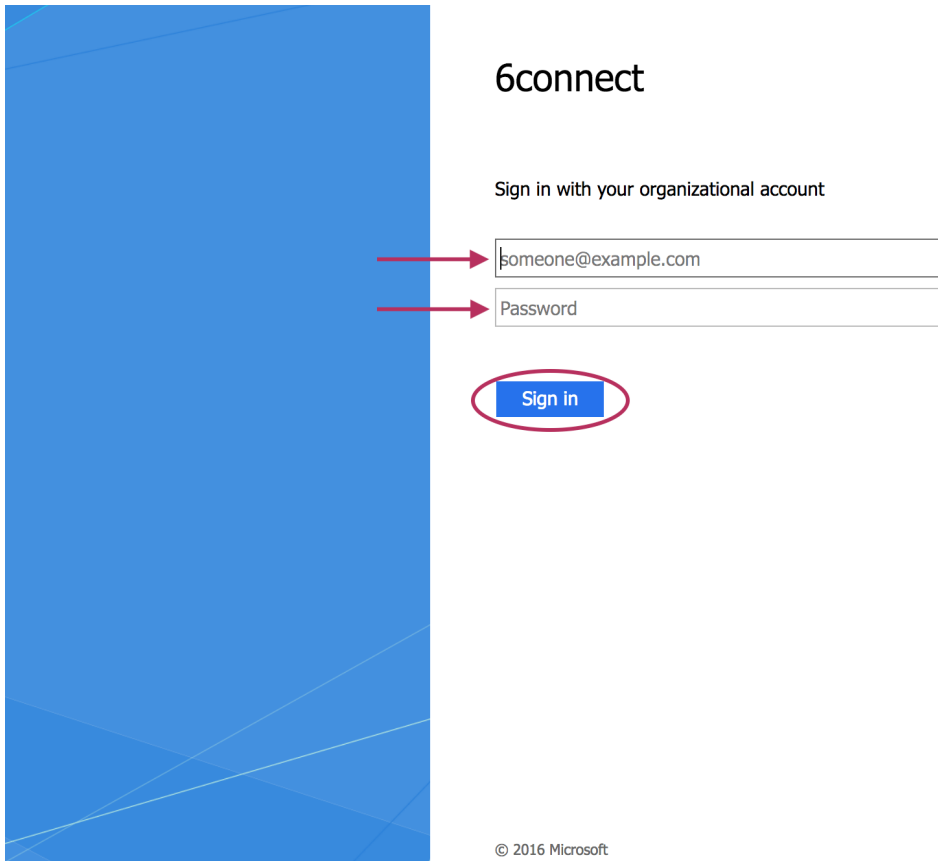 6connect
Sign in with your organizational account
someone@example.com
Password
Sign in
© 2016 Microsoft